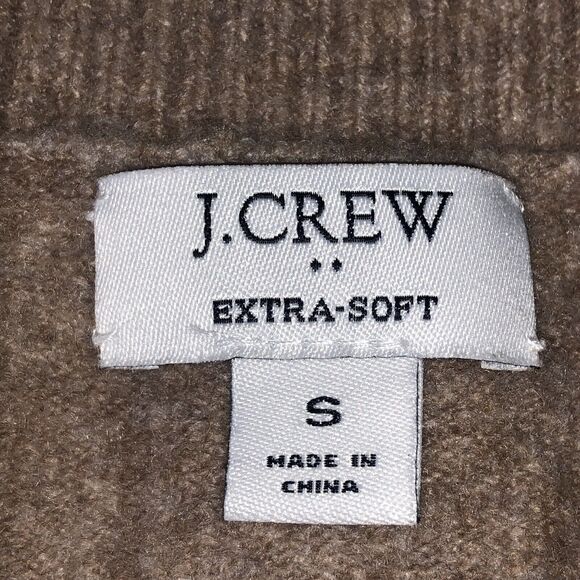 J.CREW
EXTRA-SOFT
S
MADE IN
CHINA